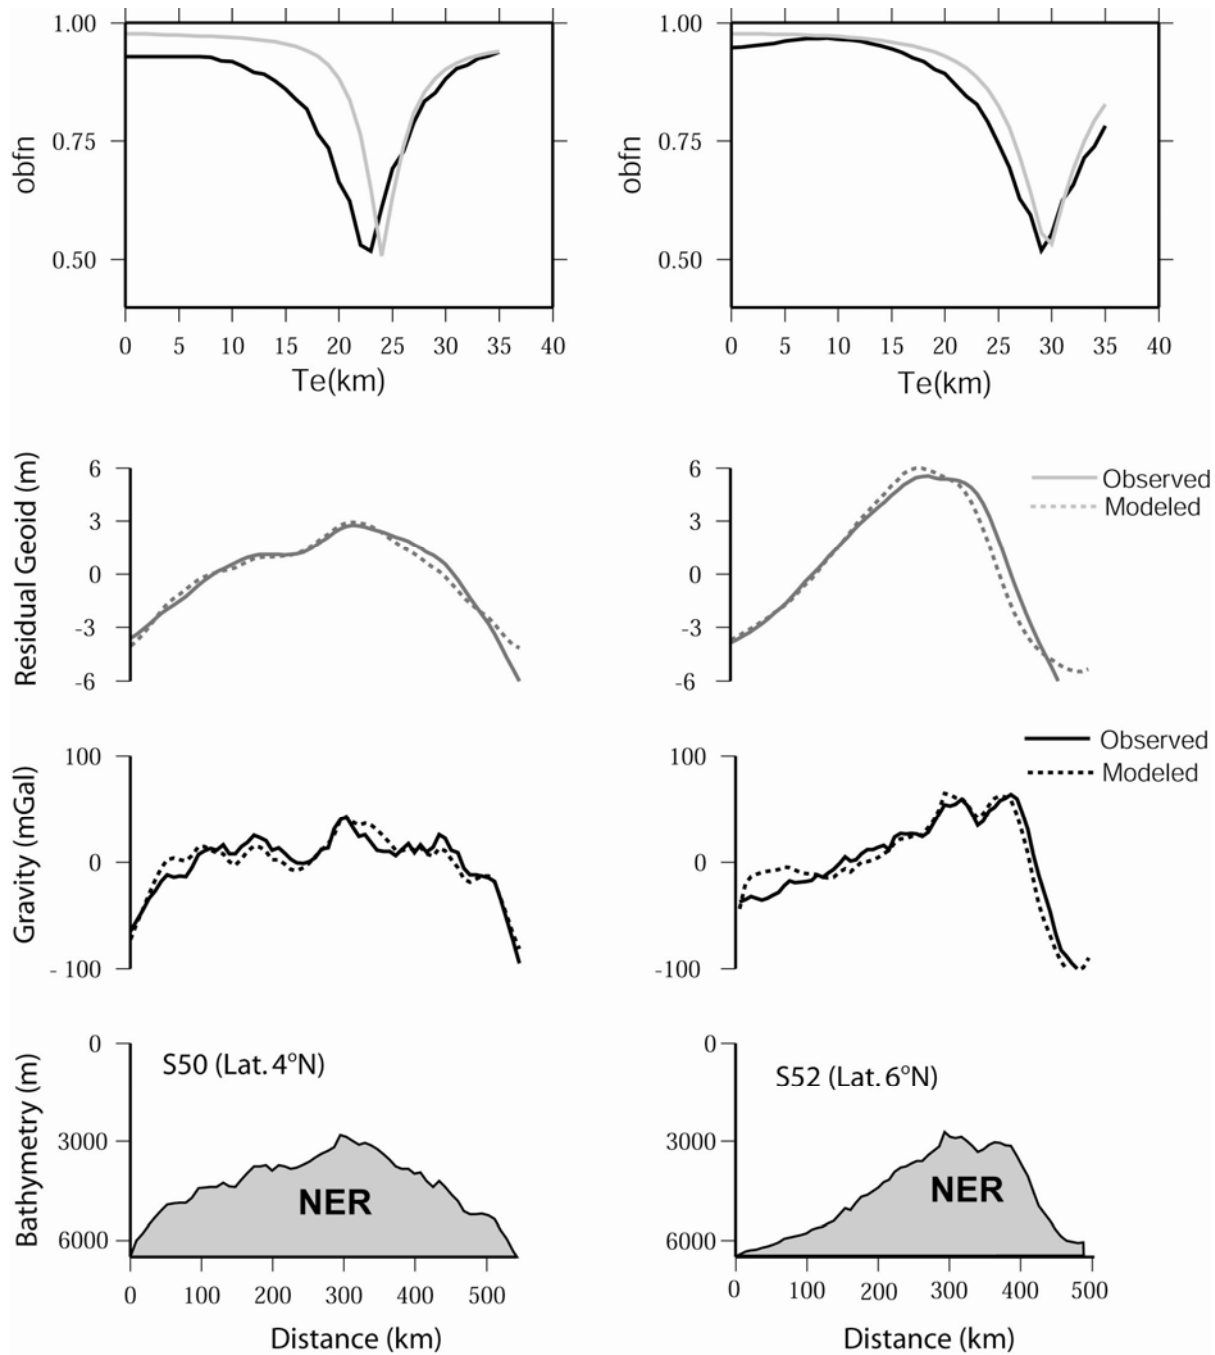 1.00
0.75
0.50
obfn
0 5 10 15 20 25 30 35 40
Te(km)
1.00
0.75
0.50
obfn
0 5 10 15 20 25 30 35 40
Te(km)
Residual Geoid (m)
6
3
0
-3
-6
6
3
0
-3
-6
Observed
Modeled
Gravity (mGal)
100
0
- 100
100
0
-100
Observed
Modeled
Bathymetry (m)
0
3000
6000
S50 (Lat. 4°N)
NER
0 100 200 300 400 500
Distance (km)
0
3000
6000
S52 (Lat. 6°N)
NER
0 100 200 300 400 500
Distance (km)